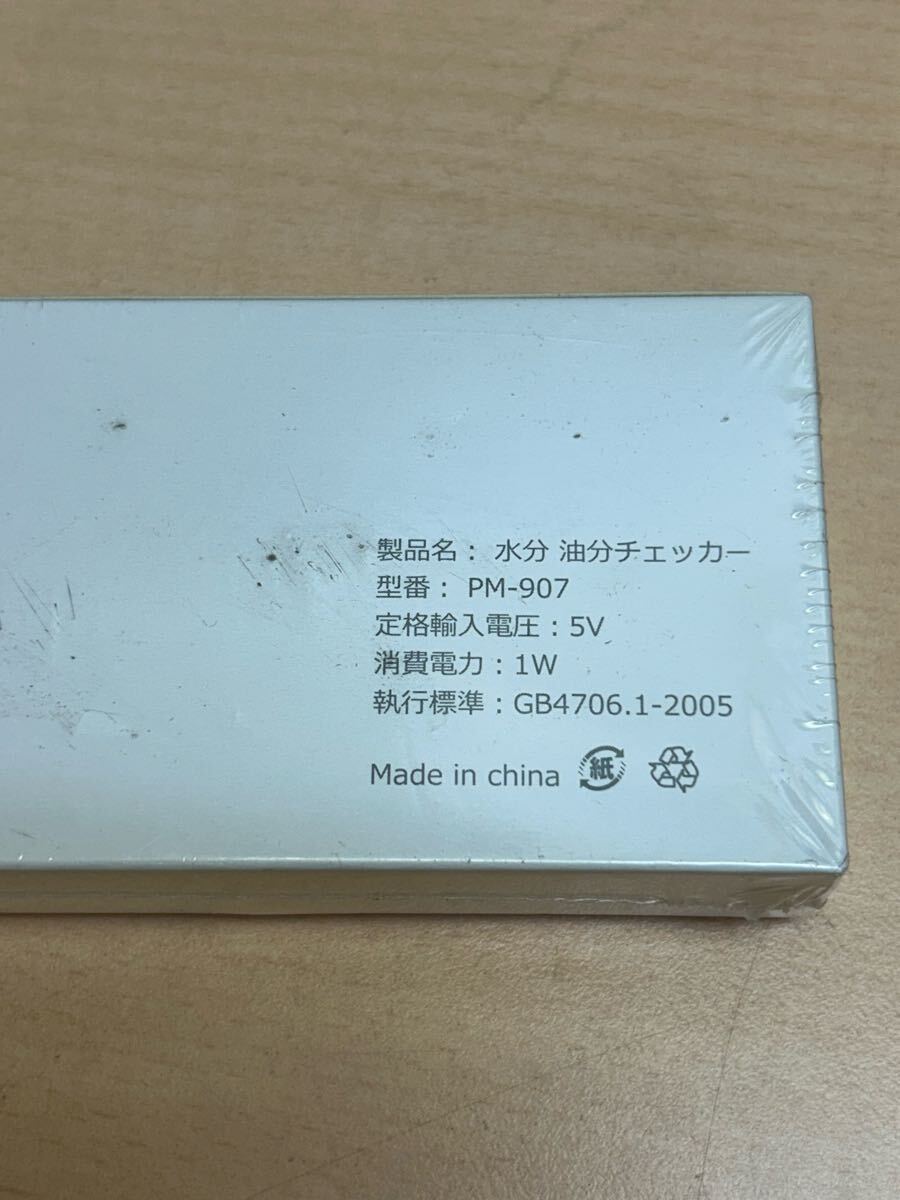 製品名： 水分 油分チェッカー
型番： PM-907
定格輸入電圧：5V
消費電力：1W
執行標準：GB4706.1-2005
Made in china 紙